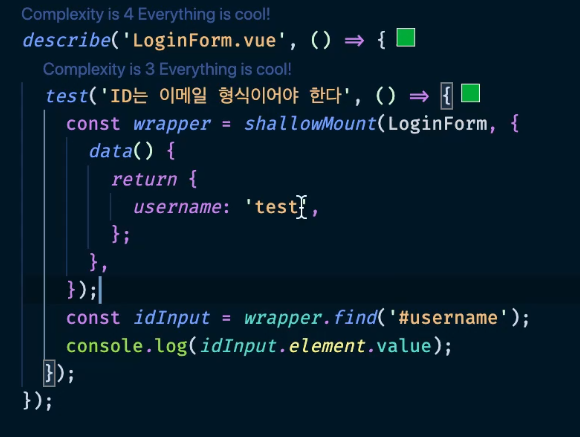 Complexity is 4 Everything is cool!
describe('LoginForm.vue', () => {
Complexity is 3 Everything is cool!
test('ID는 이메일 형식이어야 한다', () => {
const wrapper = shallowMount(LoginForm, {
data() {
return {
username: 'test',
};
},
});
const idInput = wrapper.find('#username');
console.log(idInput.element.value);
});
});